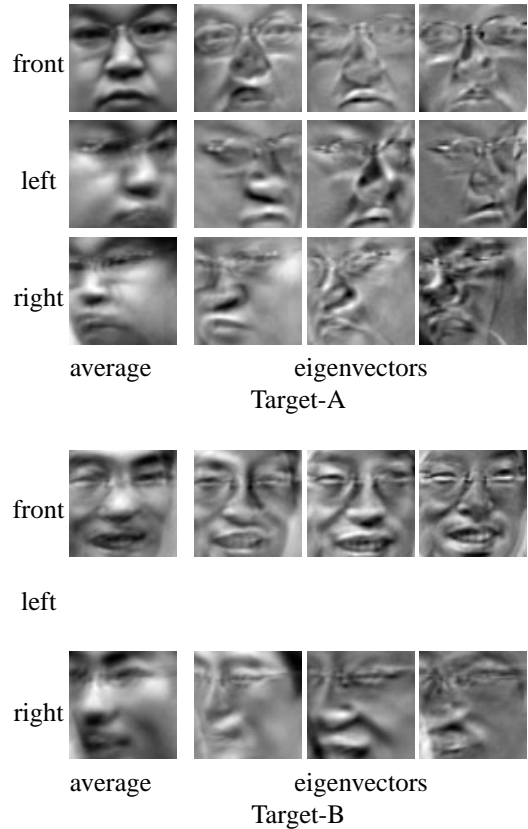 front
left
right
average eigenvectors
Target-A
front
left
right
average eigenvectors
Target-B